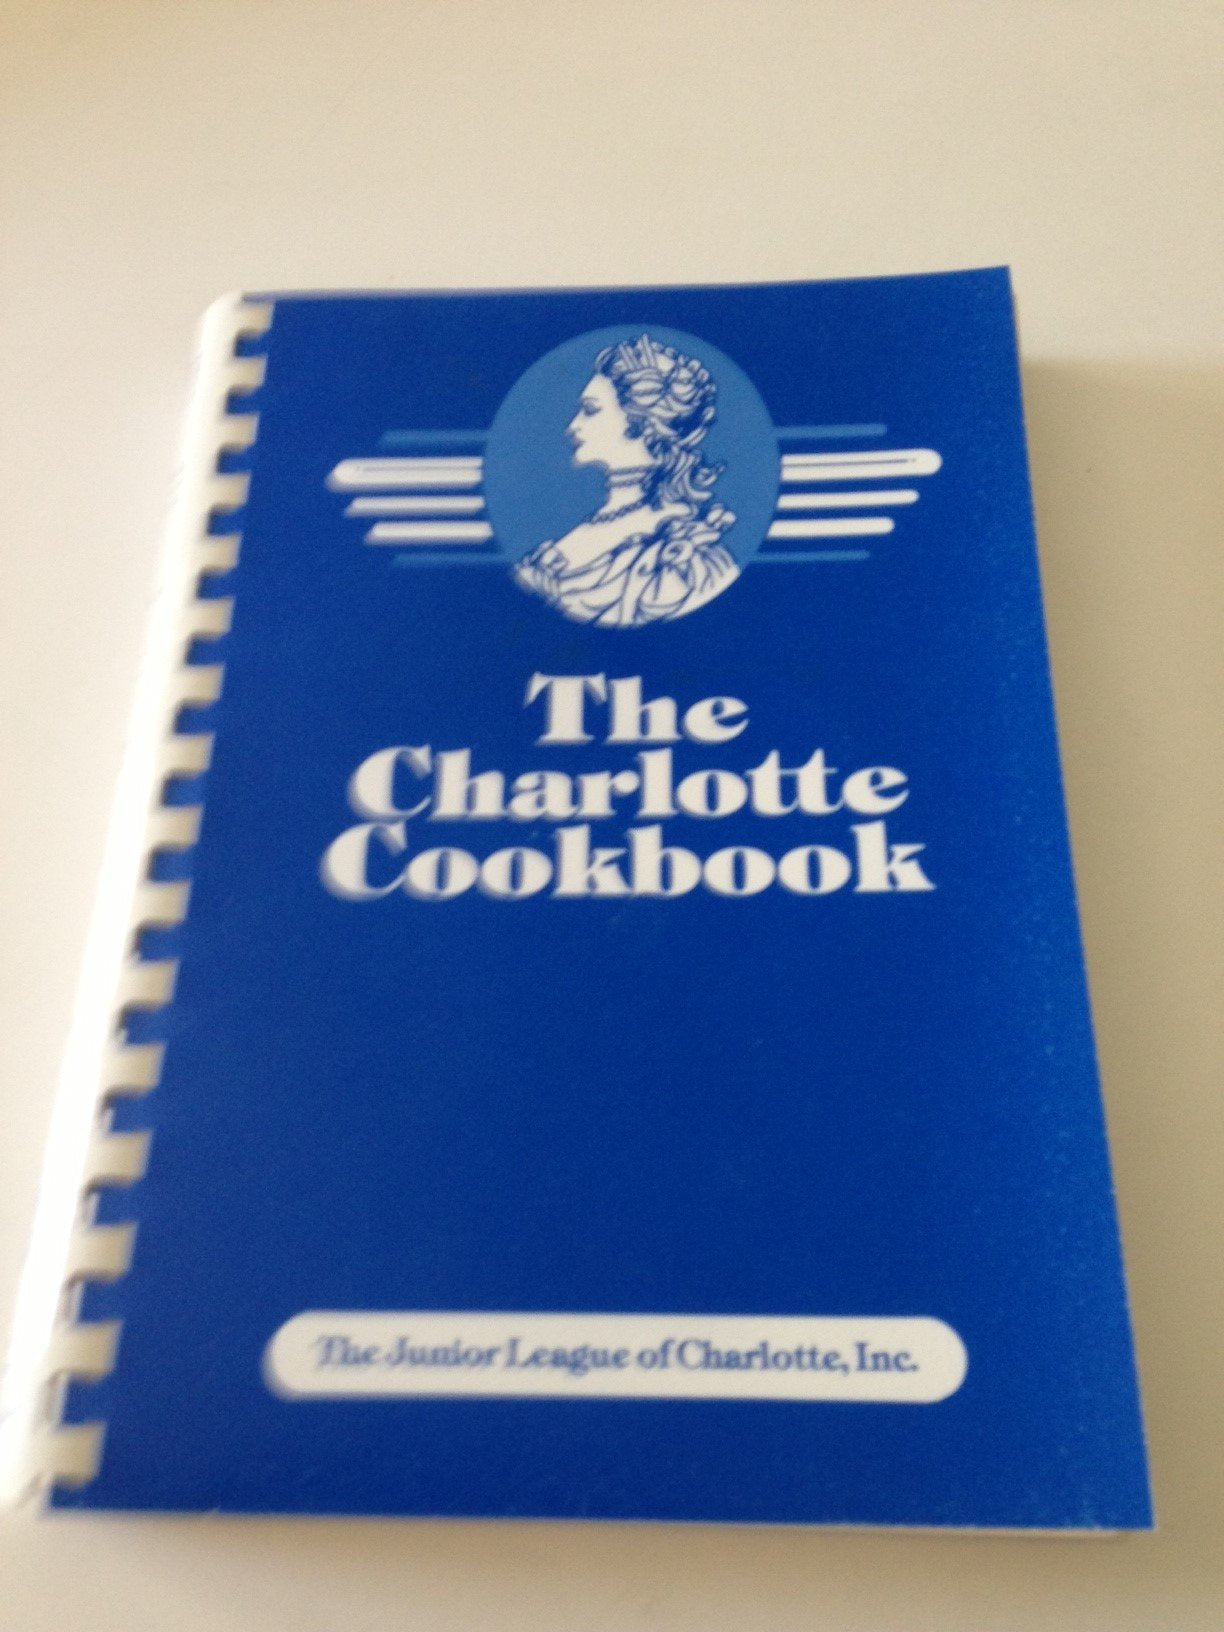 The
Charlotte
Cookbook
The Junior League of Charlotte, Inc.